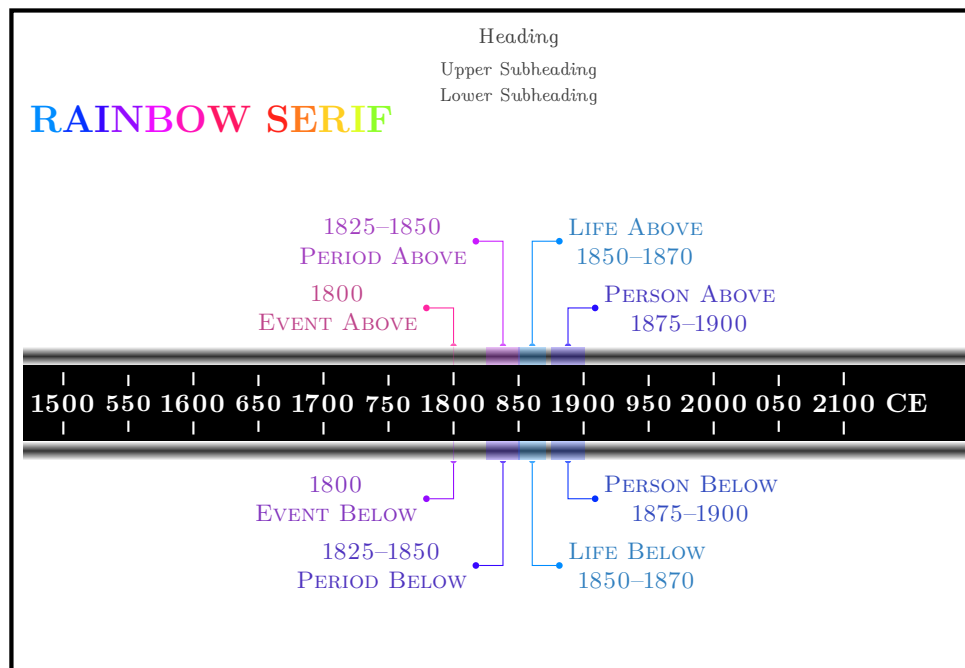 Heading
Upper Subheading
Lower Subheading
RAINBOW SERIF
1825–1850
PERIOD ABOVE
LIFE ABOVE
1850–1870
1800
EVENT ABOVE
PERSON ABOVE
1875–1900
1500 550 1600 650 1700 750 1800 850 1900 950 2000 050 2100 CE
1800
EVENT BELOW
PERSON BELOW
1875–1900
1825–1850
PERIOD BELOW
LIFE BELOW
1850–1870